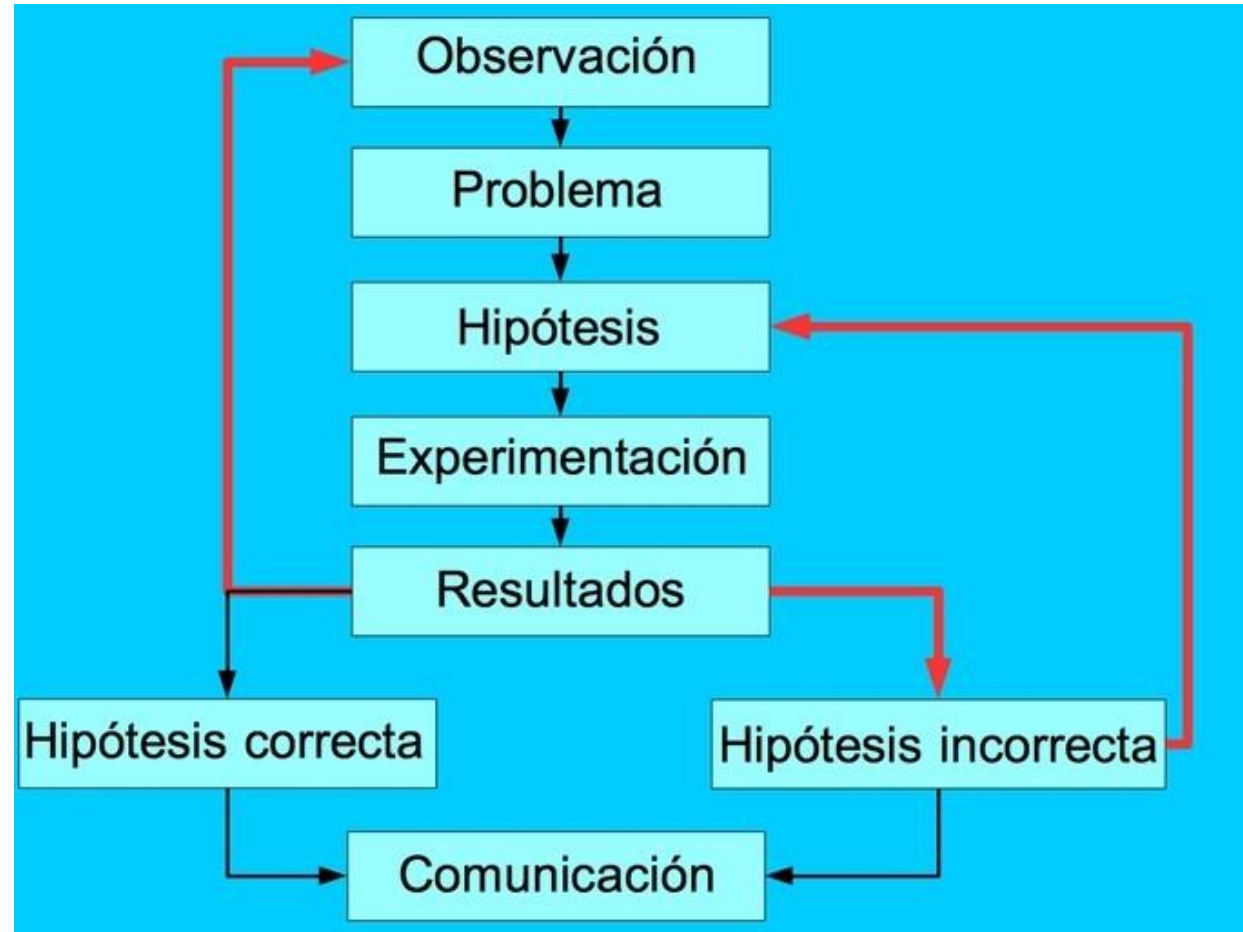 Observación
Problema
Hipótesis
Experimentación
Resultados
Hipótesis correcta
Hipótesis incorrecta
Comunicación